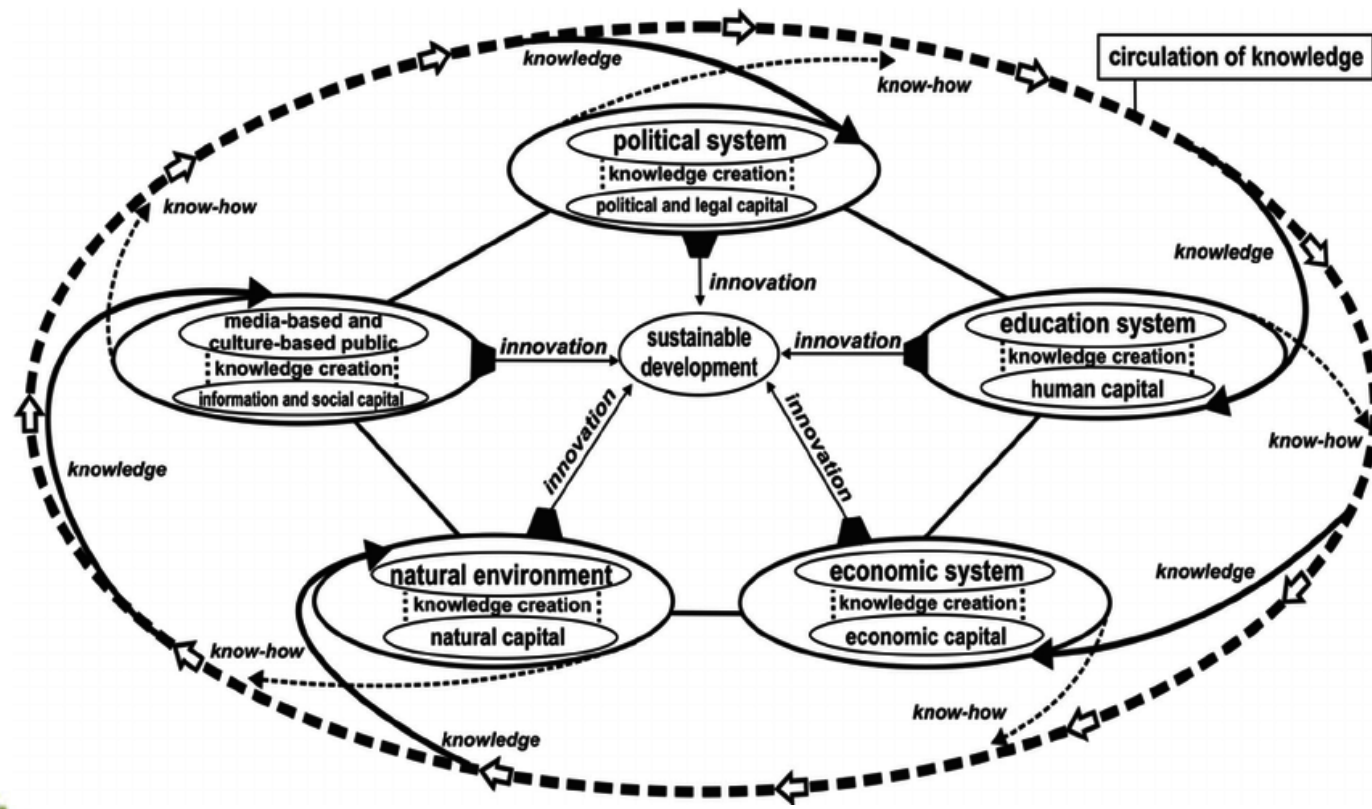 knowledge
know-how
circulation of knowledge
political system
knowledge creation
political and legal capital
know-how
knowledge
innovation
media-based and
culture-based public
knowledge creation
information and social capital
innovation
sustainable
development
innovation
education system
knowledge creation
human capital
know-how
knowledge
innovation
innovation
natural environment
knowledge creation
natural capital
economic system
knowledge creation
economic capital
knowledge
know-how
know-how
knowledge